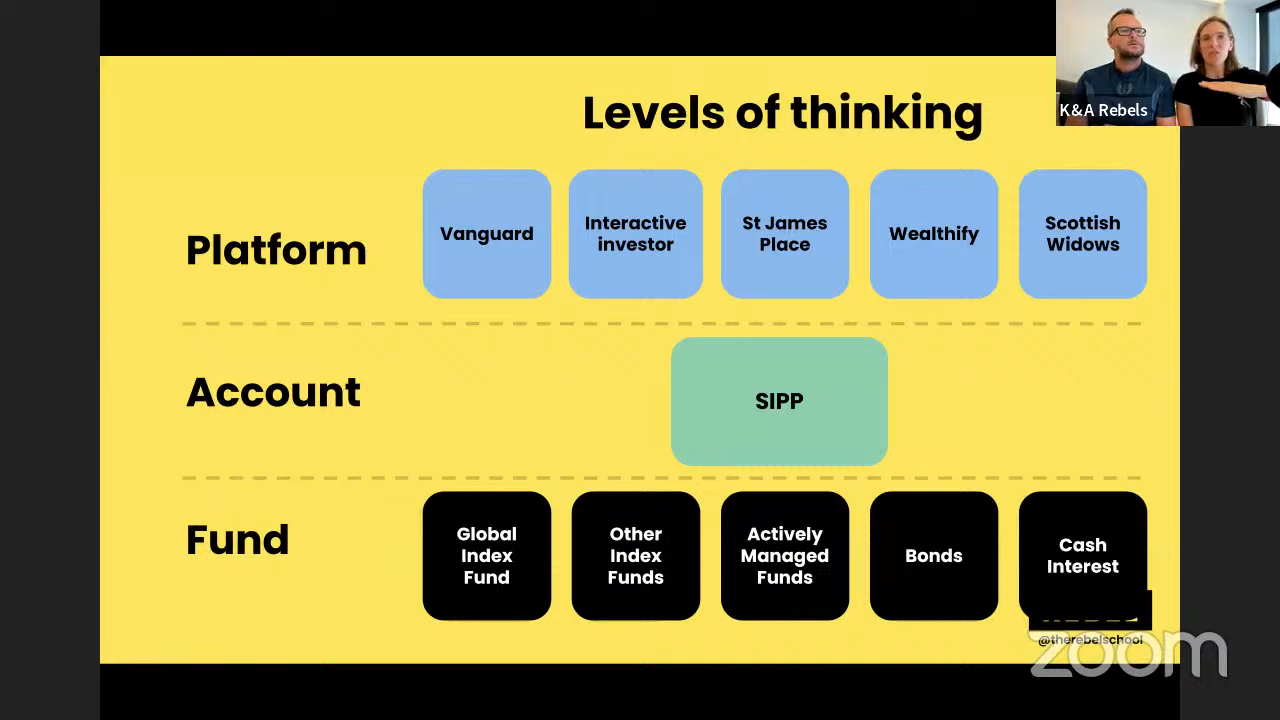 K&A Rebels
Levels of thinking
Platform
Vanguard
Interactive
investor
St James
Place
Wealthify
Scottish
Widows
Account
SIPP
Fund
Global
Index
Fund
Other
Index
Funds
Actively
Managed
Funds
Bonds
Cash
Interest
@therebelschool
zoom